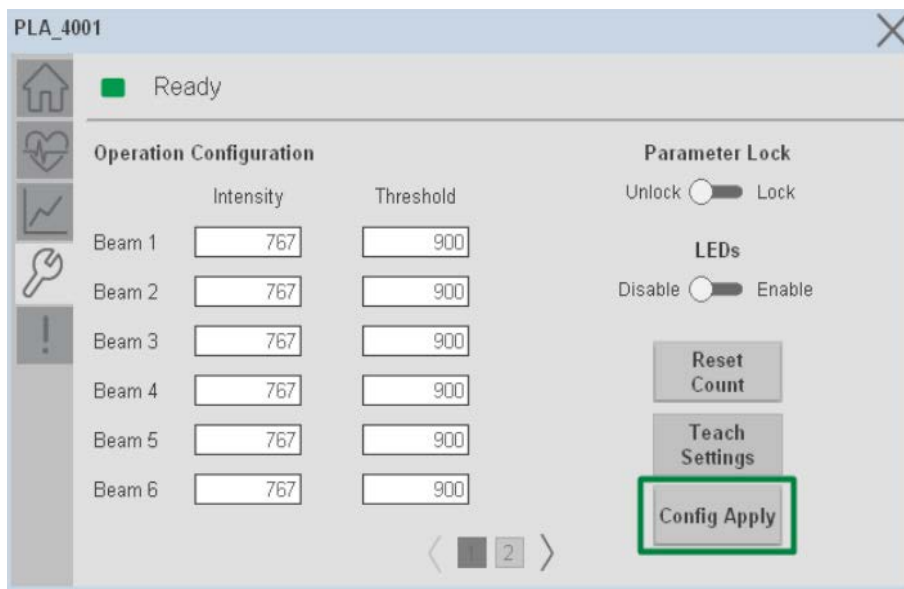 PLA_4001
Ready
Operation Configuration
Intensity Threshold
Beam 1 767 900
Beam 2 767 900
Beam 3 767 900
Beam 4 767 900
Beam 5 767 900
Beam 6 767 900
1 2
Parameter Lock
Unlock Lock
LEDs
Disable Enable
Reset
Count
Teach
Settings
Config Apply